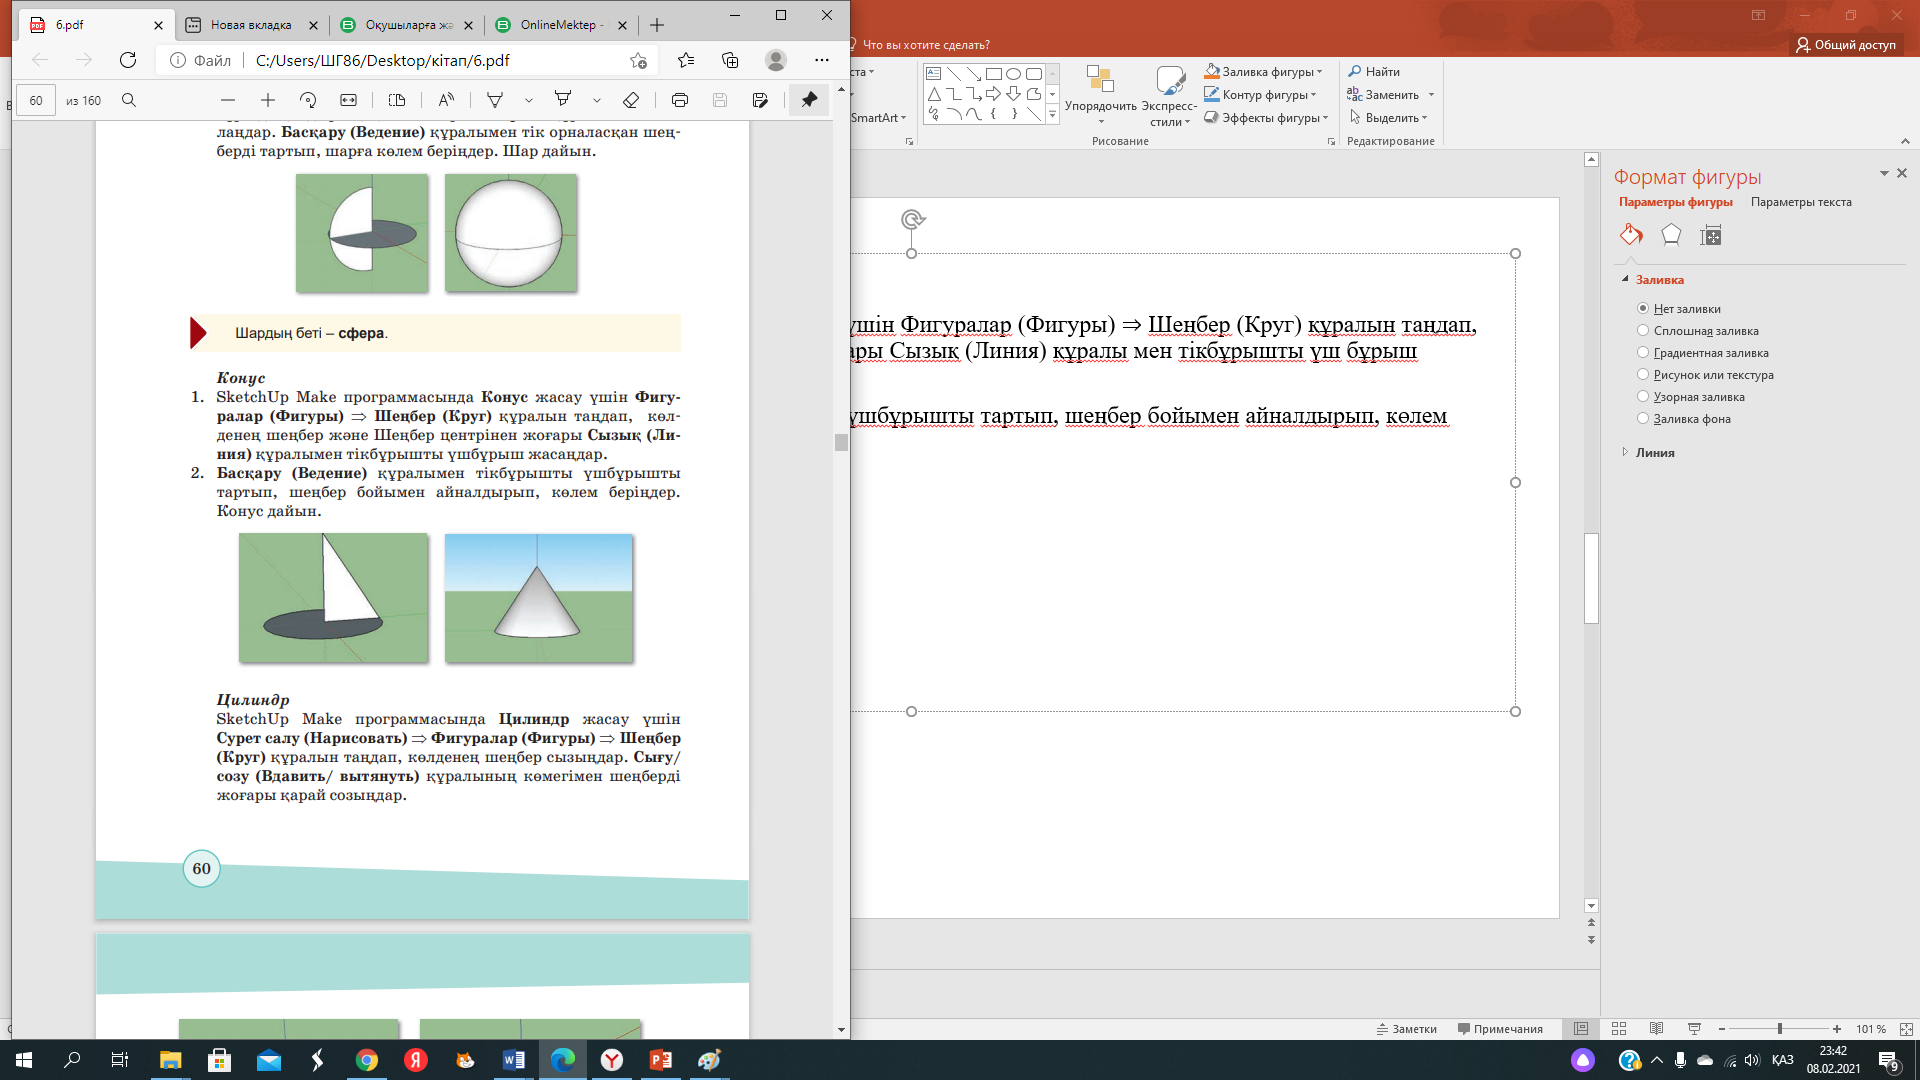 6.pdf
Новая вкладка
Оқушыларға жә
OnlineMektep -
Файл
C:/Users/ШГ86/Desktop/кітап/6.pdf
60
из 160
лаңдар. Басқару (Ведение) құралымен тік орналасқан шең-
берді тартып, шарға көлем беріңдер. Шар дайын.
Шардың беті – сфера.
Конус
1. SketchUp Make программасында Конус жасау үшін Фигу-
ралар (Фигуры) ⇒ Шеңбер (Круг) құралын таңдап, көл-
денең шеңбер және Шеңбер центрінен жоғары Сызық (Ли-
ния) құралымен тікбұрышты үшбұрыш жасаңдар.
2. Басқару (Ведение) құралымен тікбұрышты үшбұрышты
тартып, шеңбер бойымен айналдырып, көлем беріңдер.
Конус дайын.
Цилиндр
SketchUp Make программасында Цилиндр жасау үшін
Сурет салу (Нарисовать) ⇒ Фигуралар (Фигуры) ⇒ Шеңбер
(Круг) құралын таңдап, көлденең шеңбер сызыңдар. Сығу/
созу (Вдавить/ вытянуть) құралының көмегімен шеңберді
жоғары қарай созыңдар.
60
Что вы хотите сделать?
Общий доступ
ста
SmartArt
Упорядочить
Экспресс-
стили
Заливка фигуры
Контур фигуры
Эффекты фигуры
Рисование
Найти
Заменить
Выделить
Редактирование
үшін Фигуралар (Фигуры) ⇒ Шеңбер (Круг) құралын таңдап,
ары Сызық (Линия) құралы мен тікбұрышты үш бұрыш
үшбұрышты тартып, шеңбер бойымен айналдырып, көлем
Формат фигуры
Параметры фигуры
Параметры текста
Заливка
Нет заливки
Сплошная заливка
Градиентная заливка
Рисунок или текстура
Узорная заливка
Заливка фона
Линия
Заметки
Примечания
101 %
ҚАЗ
23:42
08.02.2021
9